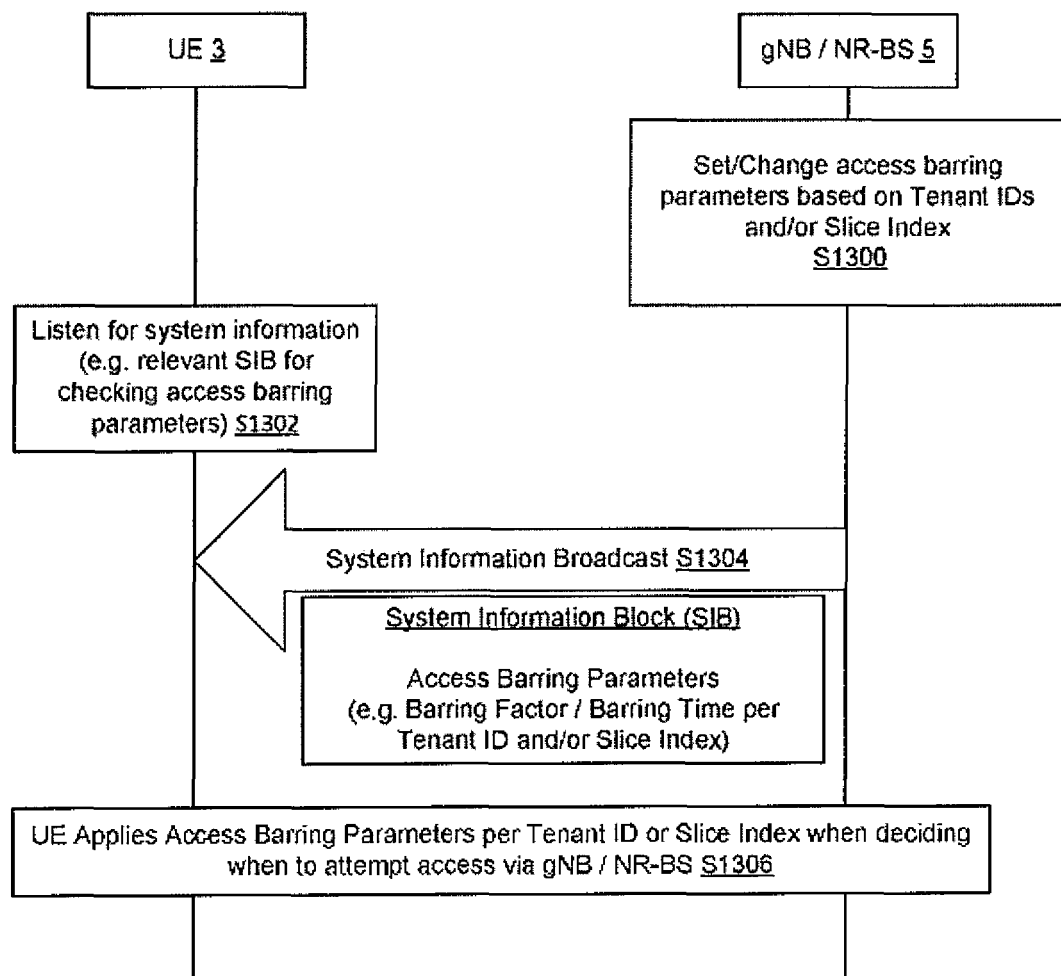 UE 3
gNB / NR-BS 5
Set/Change access barring
parameters based on Tenant IDs
and/or Slice Index
S1300
Listen for system information
(e.g. relevant SIB for
checking access barring
parameters) S1302
System Information Broadcast S1304
System Information Block (SIB)
Access Barring Parameters
(e.g. Barring Factor / Barring Time per
Tenant ID and/or Slice Index)
UE Applies Access Barring Parameters per Tenant ID or Slice Index when deciding
when to attempt access via gNB / NR-BS S1306